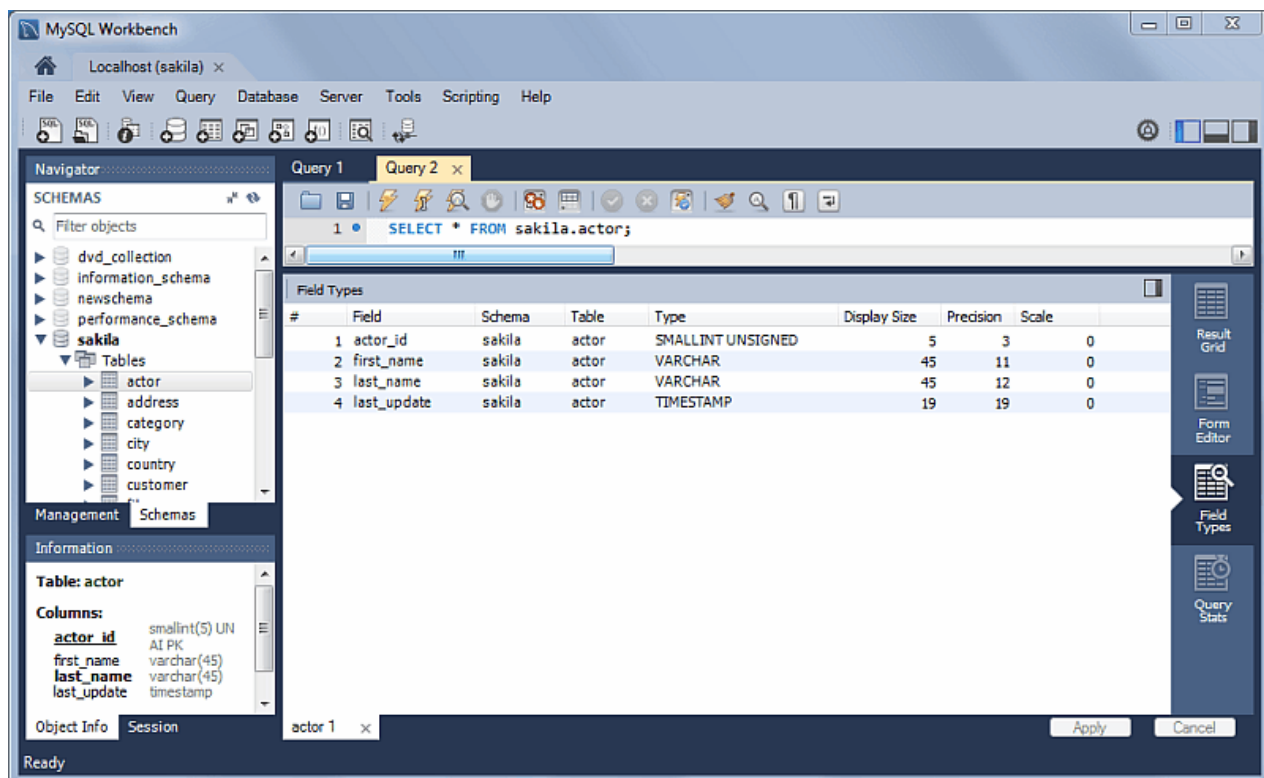 MySQL Workbench
Localhost (sakila)
File Edit View Query Database Server Tools Scripting Help
Navigator
SCHEMAS
Filter objects
dvd_collection
information_schema
newschema
performance_schema
sakila
Tables
actor
address
category
city
country
customer
Management Schemas
Information
Table: actor
Columns:
actor_id smallint(5) UN
AI PK
first_name varchar(45)
last_name varchar(45)
last_update timestamp
Object Info Session
Query 1 Query 2
1 SELECT * FROM sakila.actor;
Field Types
# Field Schema Table Type Display Size Precision Scale
1 actor_id sakila actor SMALLINT UNSIGNED 5 3 0
2 first_name sakila actor VARCHAR 45 11 0
3 last_name sakila actor VARCHAR 45 12 0
4 last_update sakila actor TIMESTAMP 19 19 0
Result
Grid
Form
Editor
Field
Types
Query
Stats
actor 1
Apply Cancel
Ready